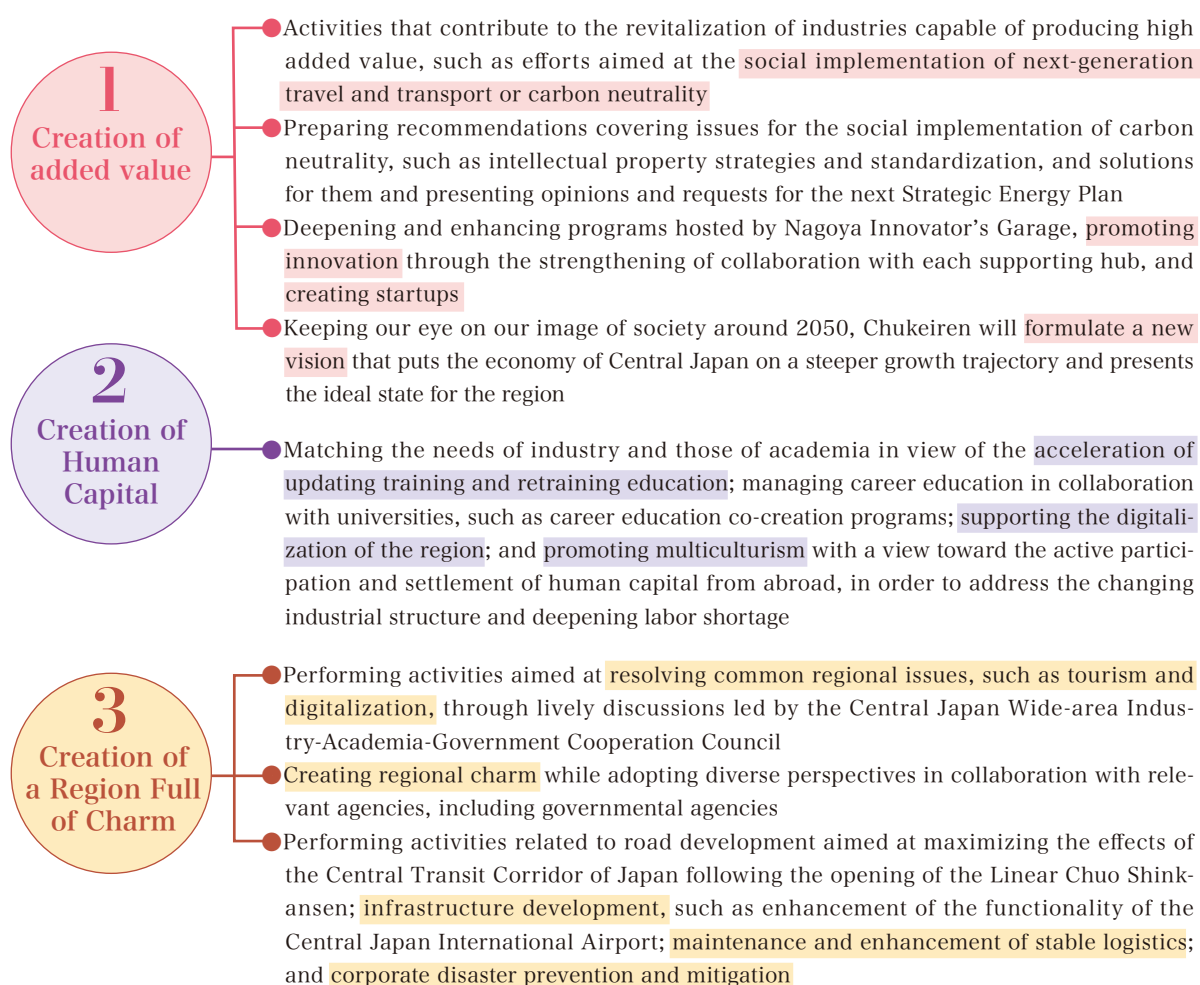 1
Creation of
added value
Activities that contribute to the revitalization of industries capable of producing high
added value, such as efforts aimed at the social implementation of next-generation
travel and transport or carbon neutrality
Preparing recommendations covering issues for the social implementation of carbon
neutrality, such as intellectual property strategies and standardization, and solutions
for them and presenting opinions and requests for the next Strategic Energy Plan
Deepening and enhancing programs hosted by Nagoya Innovator's Garage, promoting
innovation through the strengthening of collaboration with each supporting hub, and
creating startups
Keeping our eye on our image of society around 2050, Chukeiren will formulate a new
vision that puts the economy of Central Japan on a steeper growth trajectory and presents
the ideal state for the region
2
Creation of
Human
Capital
Matching the needs of industry and those of academia in view of the acceleration of
updating training and retraining education; managing career education in collaboration
with universities, such as career education co-creation programs; supporting the digitali-
zation of the region; and promoting multiculturism with a view toward the active partici-
pation and settlement of human capital from abroad, in order to address the changing
industrial structure and deepening labor shortage
3
Creation of
a Region Full
of Charm
Performing activities aimed at resolving common regional issues, such as tourism and
digitalization, through lively discussions led by the Central Japan Wide-area Indus-
try-Academia-Government Cooperation Council
Creating regional charm while adopting diverse perspectives in collaboration with rele-
vant agencies, including governmental agencies
Performing activities related to road development aimed at maximizing the effects of
the Central Transit Corridor of Japan following the opening of the Linear Chuo Shink-
ansen; infrastructure development, such as enhancement of the functionality of the
Central Japan International Airport; maintenance and enhancement of stable logistics;
and corporate disaster prevention and mitigation